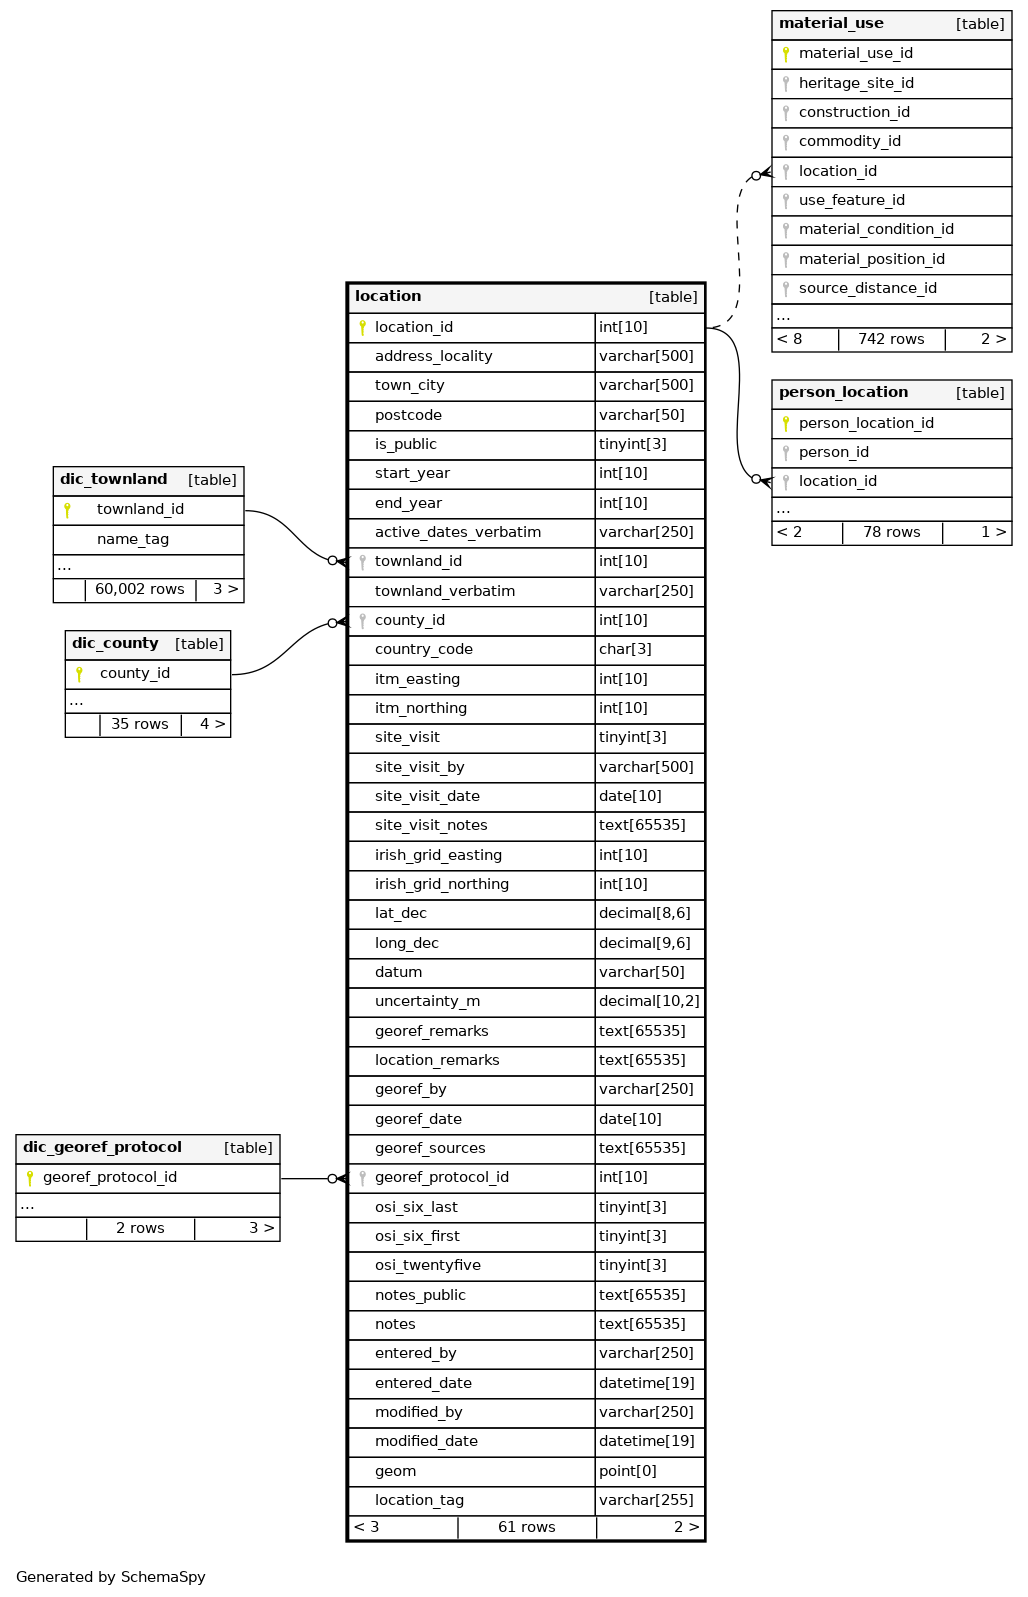 material_use [table]
material_use_id
heritage_site_id
construction_id
commodity_id
location_id
use_feature_id
material_condition_id
material_position_id
source_distance_id
...
< 8 742 rows 2 >
person_location [table]
person_location_id
person_id
location_id
...
< 2 78 rows 1 >
location [table]
location_id int[10]
address_locality varchar[500]
town_city varchar[500]
postcode varchar[50]
is_public tinyint[3]
start_year int[10]
end_year int[10]
active_dates_verbatim varchar[250]
townland_id int[10]
townland_verbatim varchar[250]
county_id int[10]
country_code char[3]
itm_easting int[10]
itm_northing int[10]
site_visit tinyint[3]
site_visit_by varchar[500]
site_visit_date date[10]
site_visit_notes text[65535]
irish_grid_easting int[10]
irish_grid_northing int[10]
lat_dec decimal[8,6]
long_dec decimal[9,6]
datum varchar[50]
uncertainty_m decimal[10,2]
georef_remarks text[65535]
location_remarks text[65535]
georef_by varchar[250]
georef_date date[10]
georef_sources text[65535]
georef_protocol_id int[10]
osi_six_last tinyint[3]
osi_six_first tinyint[3]
osi_twentyfive tinyint[3]
notes_public text[65535]
notes text[65535]
entered_by varchar[250]
entered_date datetime[19]
modified_by varchar[250]
modified_date datetime[19]
geom point[0]
location_tag varchar[255]
< 3 61 rows 2 >
dic_townland [table]
townland_id
name_tag
...
60,002 rows 3 >
dic_county [table]
county_id
...
35 rows 4 >
dic_georef_protocol [table]
georef_protocol_id
...
2 rows 3 >
Generated by SchemaSpy